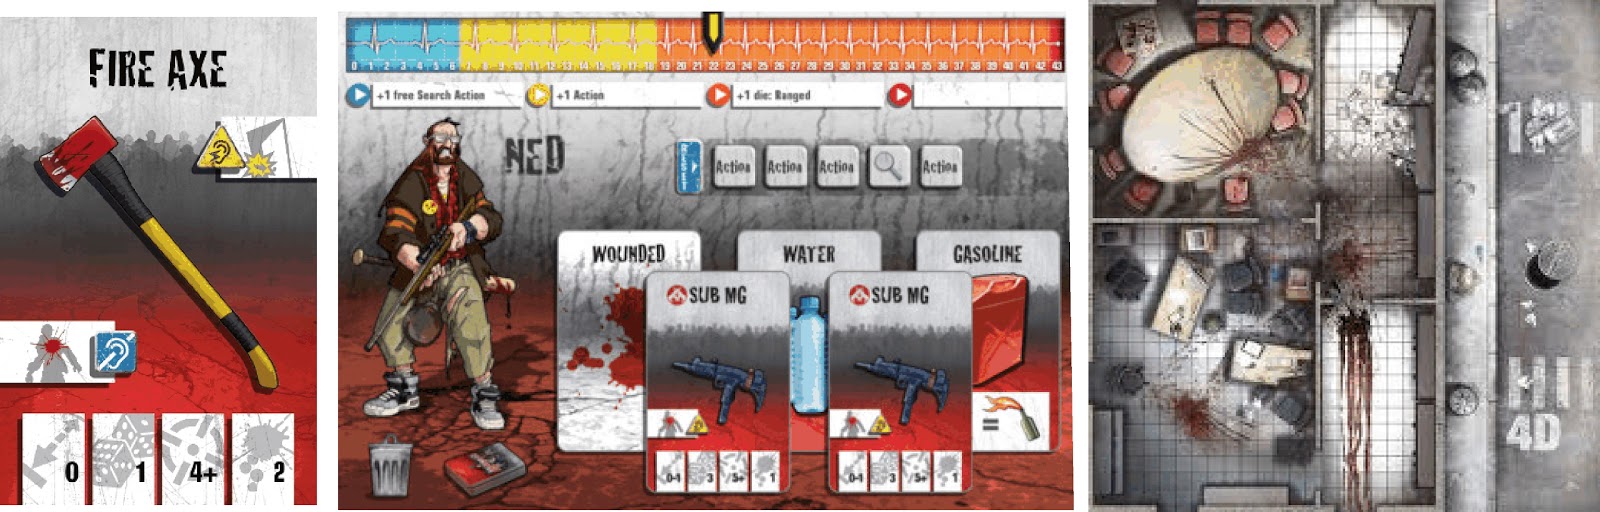 FIRE AXE
0
1
4+
2
0 1 2 3 4 5 6 7 8 9 10 11 12 13 14 15 16 17 18 19 20 21 22 23 24 25 26 27 28 29 30 31 32 33 34 35 36 37 38 39 40 41 42 43
+1 free Search Action
+1 Action
+1 die: Ranged
NED
Action
Action
Action
Action
WOUNDED
WATER
GASOLINE
SUB MG
SUB MG
=
0-1
3
5+
1
0-1
3
5+
1
4D